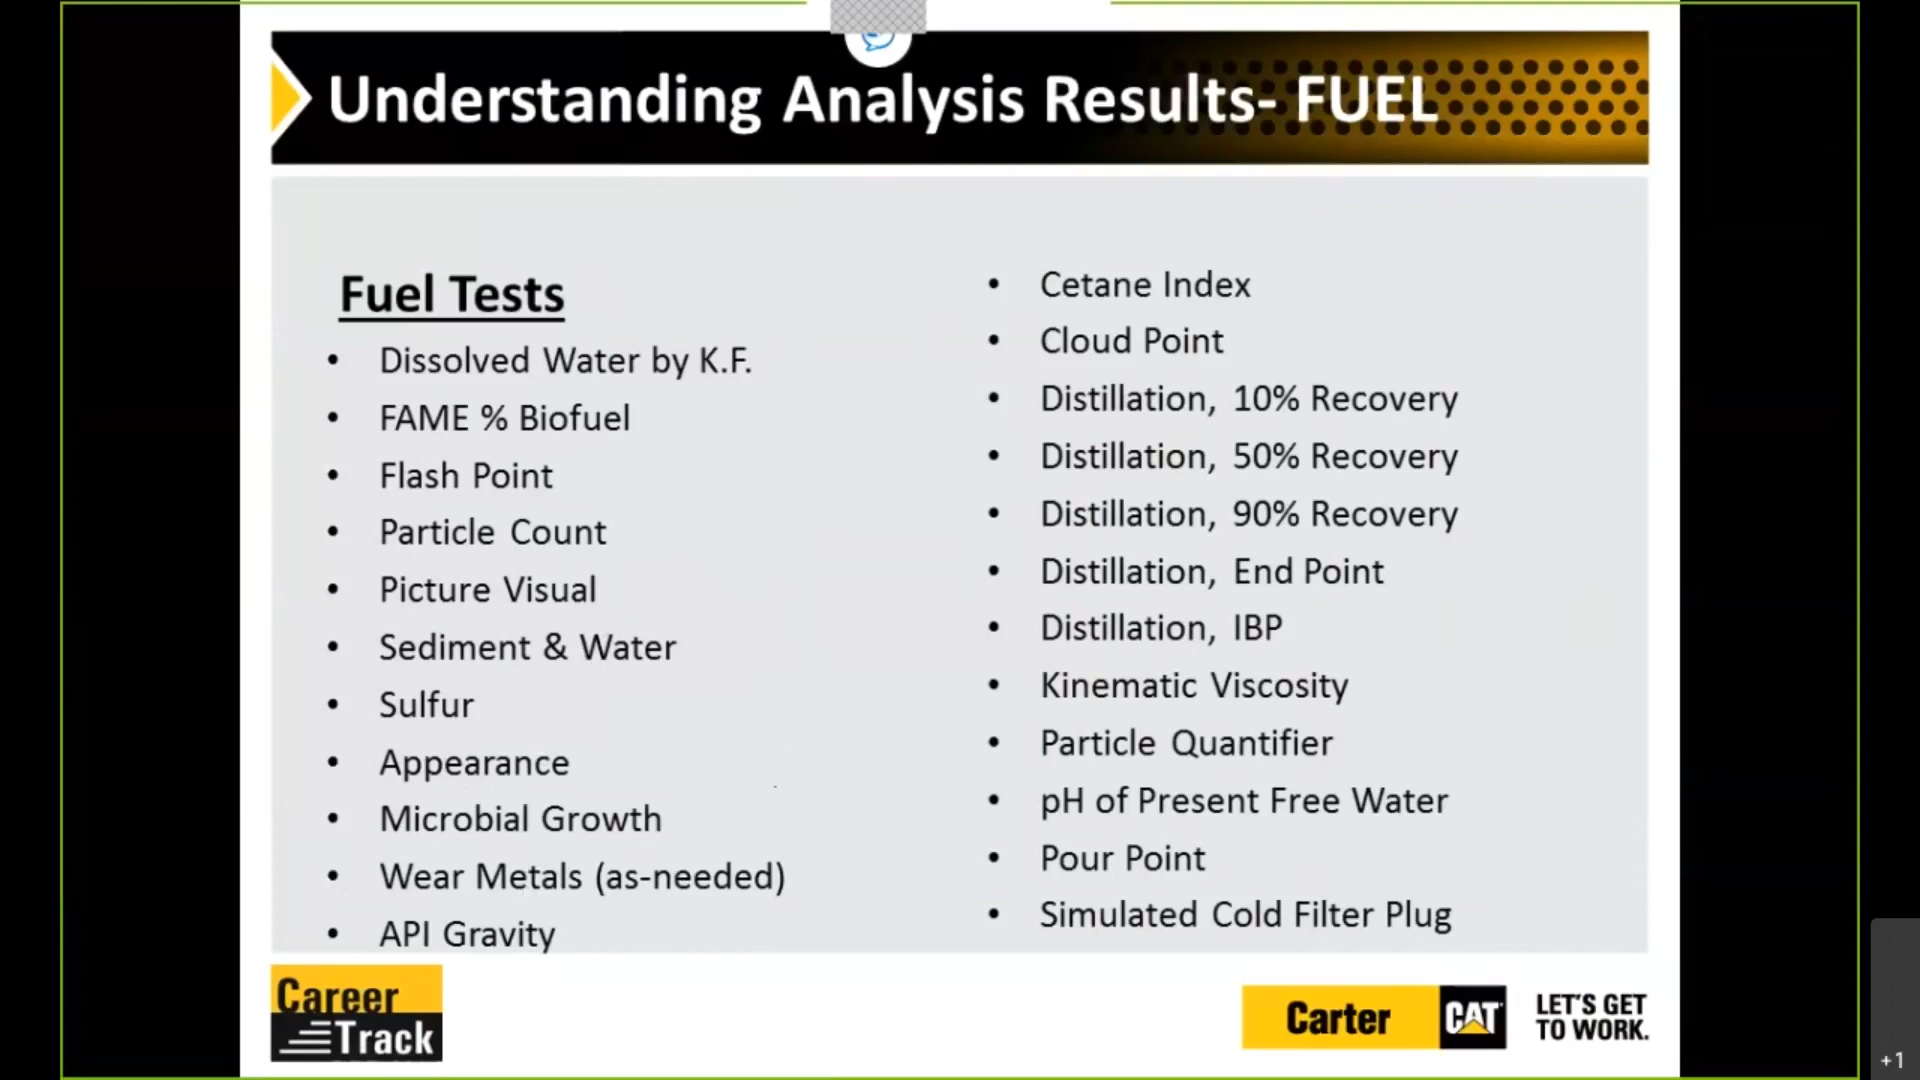 Understanding Analysis Results- FUEL
Fuel Tests
• Dissolved Water by K.F.
• FAME % Biofuel
• Flash Point
• Particle Count
• Picture Visual
• Sediment & Water
• Sulfur
• Appearance
• Microbial Growth
• Wear Metals (as-needed)
• API Gravity
• Cetane Index
• Cloud Point
• Distillation, 10% Recovery
• Distillation, 50% Recovery
• Distillation, 90% Recovery
• Distillation, End Point
• Distillation, IBP
• Kinematic Viscosity
• Particle Quantifier
• pH of Present Free Water
• Pour Point
• Simulated Cold Filter Plug
Career
Track
Carter CAT
LET'S GET
TO WORK.
+1